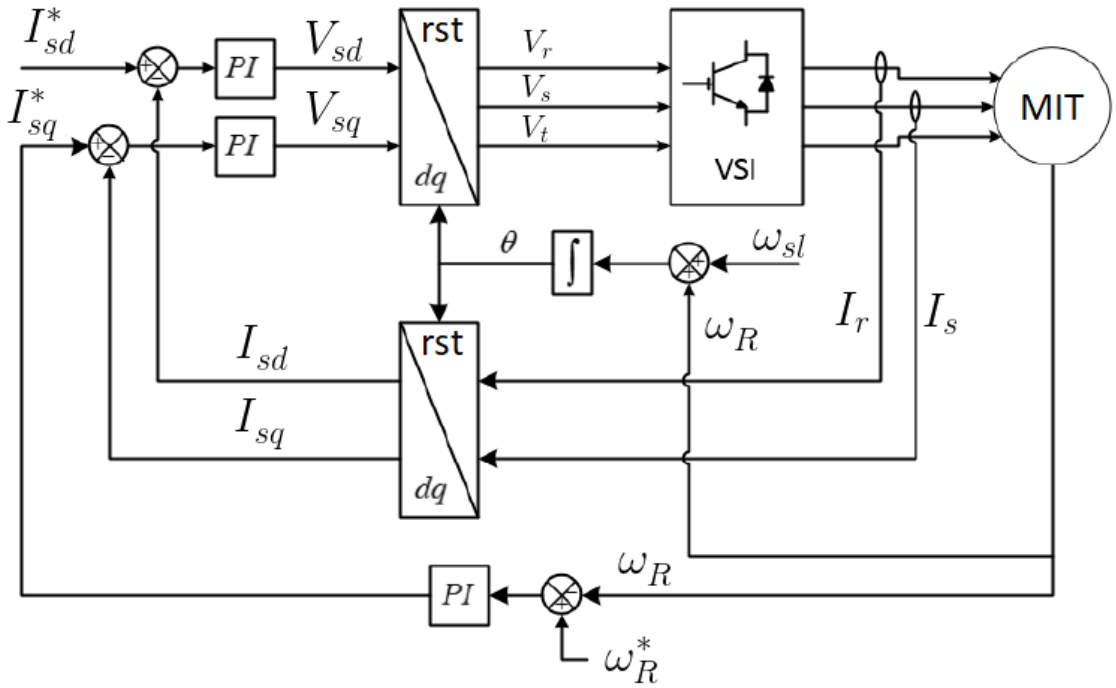 I*sd
PI
Vsd
rst
Vr
I*sq
PI
Vsq
Vs
Vt
dq
VSI
MIT
θ
∫
ωsl
+
+
ωR
Ir
Is
Isd
rst
Isq
dq
ωR
PI
ω*R